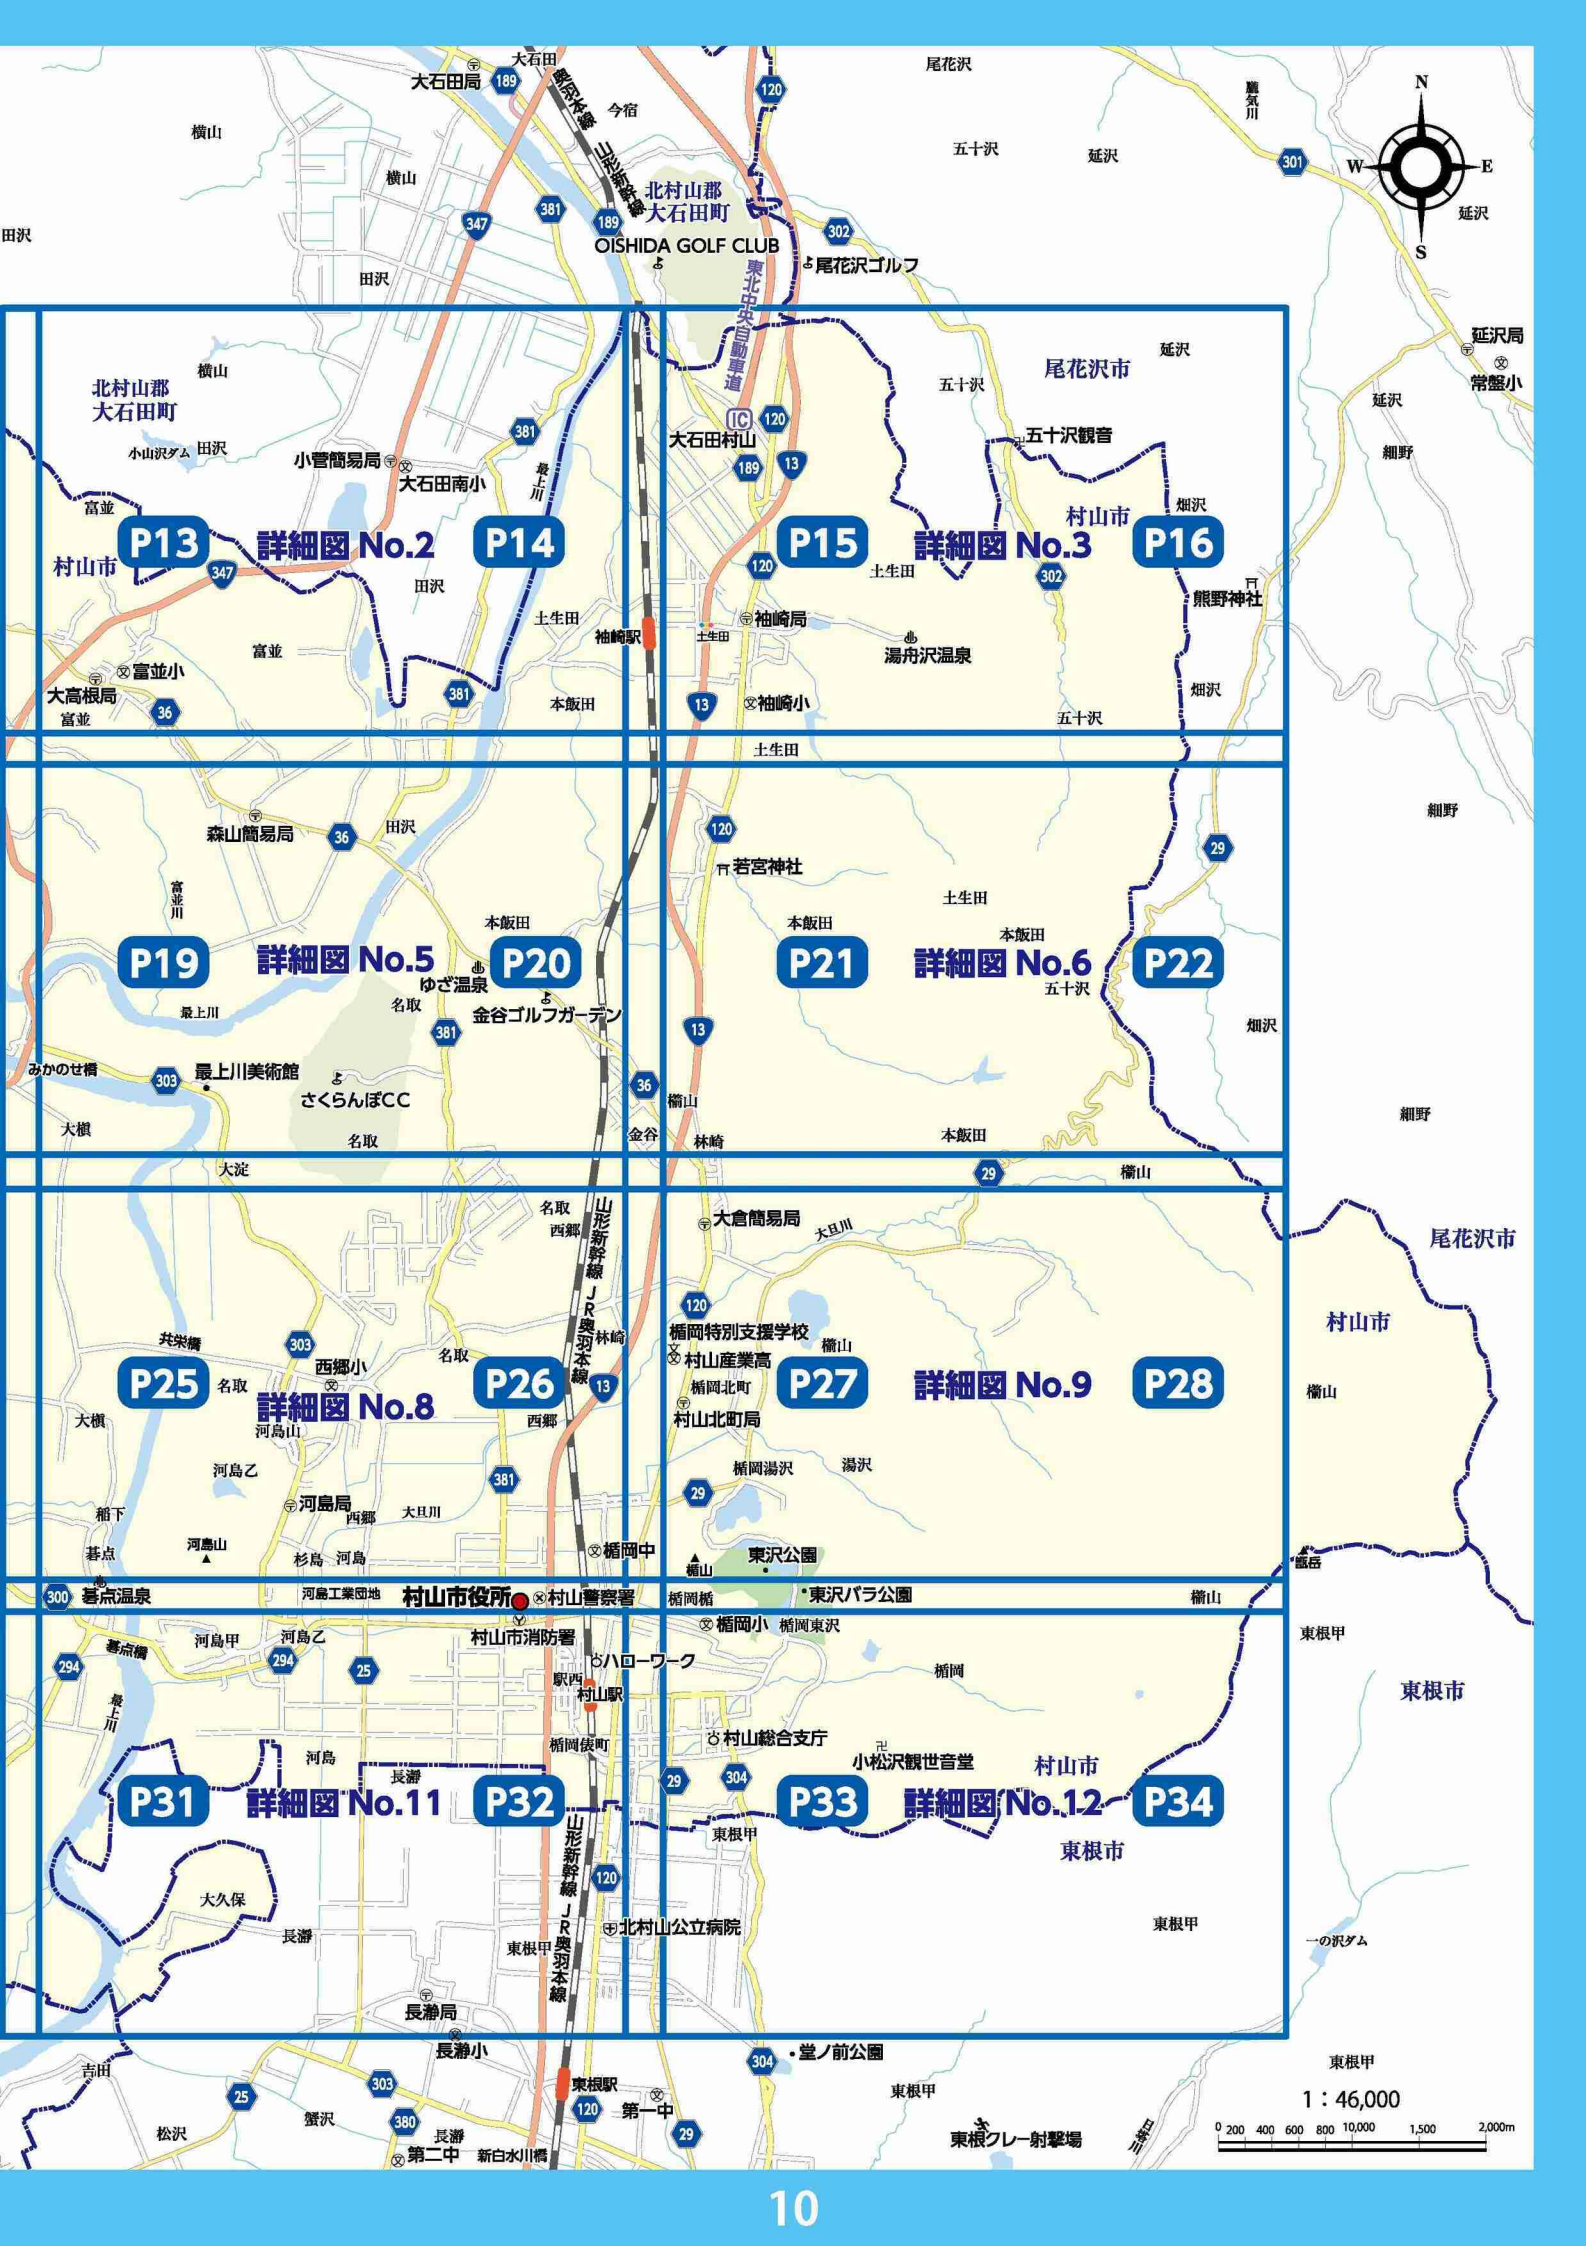 大石田
大石田局
189
奥羽本線
山形新幹線
今宿
120
尾花沢
朧気川
横山
五十沢
延沢
301
N
W
E
S
横山
347
381
189
北村山郡
大石田町
OISHIDA GOLF CLUB
302
尾花沢ゴルフ
延沢
田沢
田沢
東北中央自動車道
延沢局
常盤小
北村山郡
大石田町
横山
小山沢ダム
田沢
小菅簡易局
大石田南小
381
最上川
IC
大石田村山
120
189
13
五十沢
尾花沢市
延沢
五十沢観音
延沢
細野
富並
P13
詳細図 No.2
P14
P15
詳細図 No.3
P16
村山市
村山市
畑沢
347
田沢
120
土生田
302
熊野神社
土生田
袖崎駅
土生田
袖崎局
湯舟沢温泉
富並
富並小
大高根局
富並
36
381
本飯田
13
袖崎小
五十沢
畑沢
土生田
森山簡易局
36
田沢
120
若宮神社
29
細野
富並川
本飯田
本飯田
土生田
本飯田
P19
詳細図 No.5
P20
P21
詳細図 No.6
P22
ゆざ温泉
五十沢
最上川
名取
金谷ゴルフガーデン
381
13
畑沢
みかのせ橋
303
最上川美術館
さくらんぼCC
36
櫤山
大槇
名取
金谷
林崎
本飯田
細野
大淀
29
櫤山
名取
西郷
山形新幹線 JR奥羽本線
大倉簡易局
大旦川
尾花沢市
共栄橋
303
西郷小
名取
林崎
120
楯岡特別支援学校
村山産業高
櫤山
村山市
P25
名取
詳細図 No.8
P26
13
楯岡北町
P27
詳細図 No.9
P28
櫤山
大槇
河島山
西郷
村山北町局
河島乙
381
29
楯岡湯沢
湯沢
稲下
河島局
西郷
大旦川
碁点
河島山
杉島
河島
楯岡中
楯山
東沢公園
甑岳
300
碁点温泉
河島工業団地
村山市役所
村山警察署
楯岡楯
東沢バラ公園
櫤山
碁点橋
河島甲
河島乙
村山市消防署
楯岡小
楯岡東沢
東根甲
294
294
25
ハローワーク
駅西
村山駅
楯岡
東根市
最上川
河島
楯岡俵町
村山総合支庁
小松沢観世音堂
村山市
長瀞
29
304
P31
詳細図 No.11
P32
P33
詳細図 No.12
P34
東根甲
東根市
山形新幹線 JR奥羽本線
120
大久保
長瀞
東根甲
北村山公立病院
東根甲
一の沢ダム
長瀞局
長瀞小
304
堂ノ前公園
吉田
25
303
東根駅
120
第一中
東根甲
東根甲
1：46,000
松沢
蟹沢
380
長瀞
第二中
新白水川橋
29
東根クレー射撃場
日塔川
0 200 400 600 800 10,000 1,500 2,000m
10